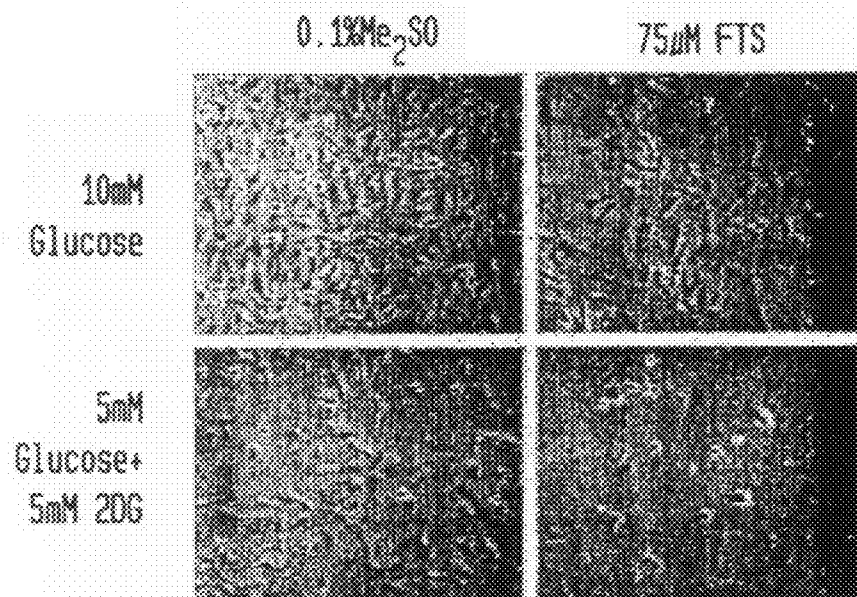 0.1%Me₂SO
75µM FTS
10mM
Glucose
5mM
Glucose+
5mM 2DG